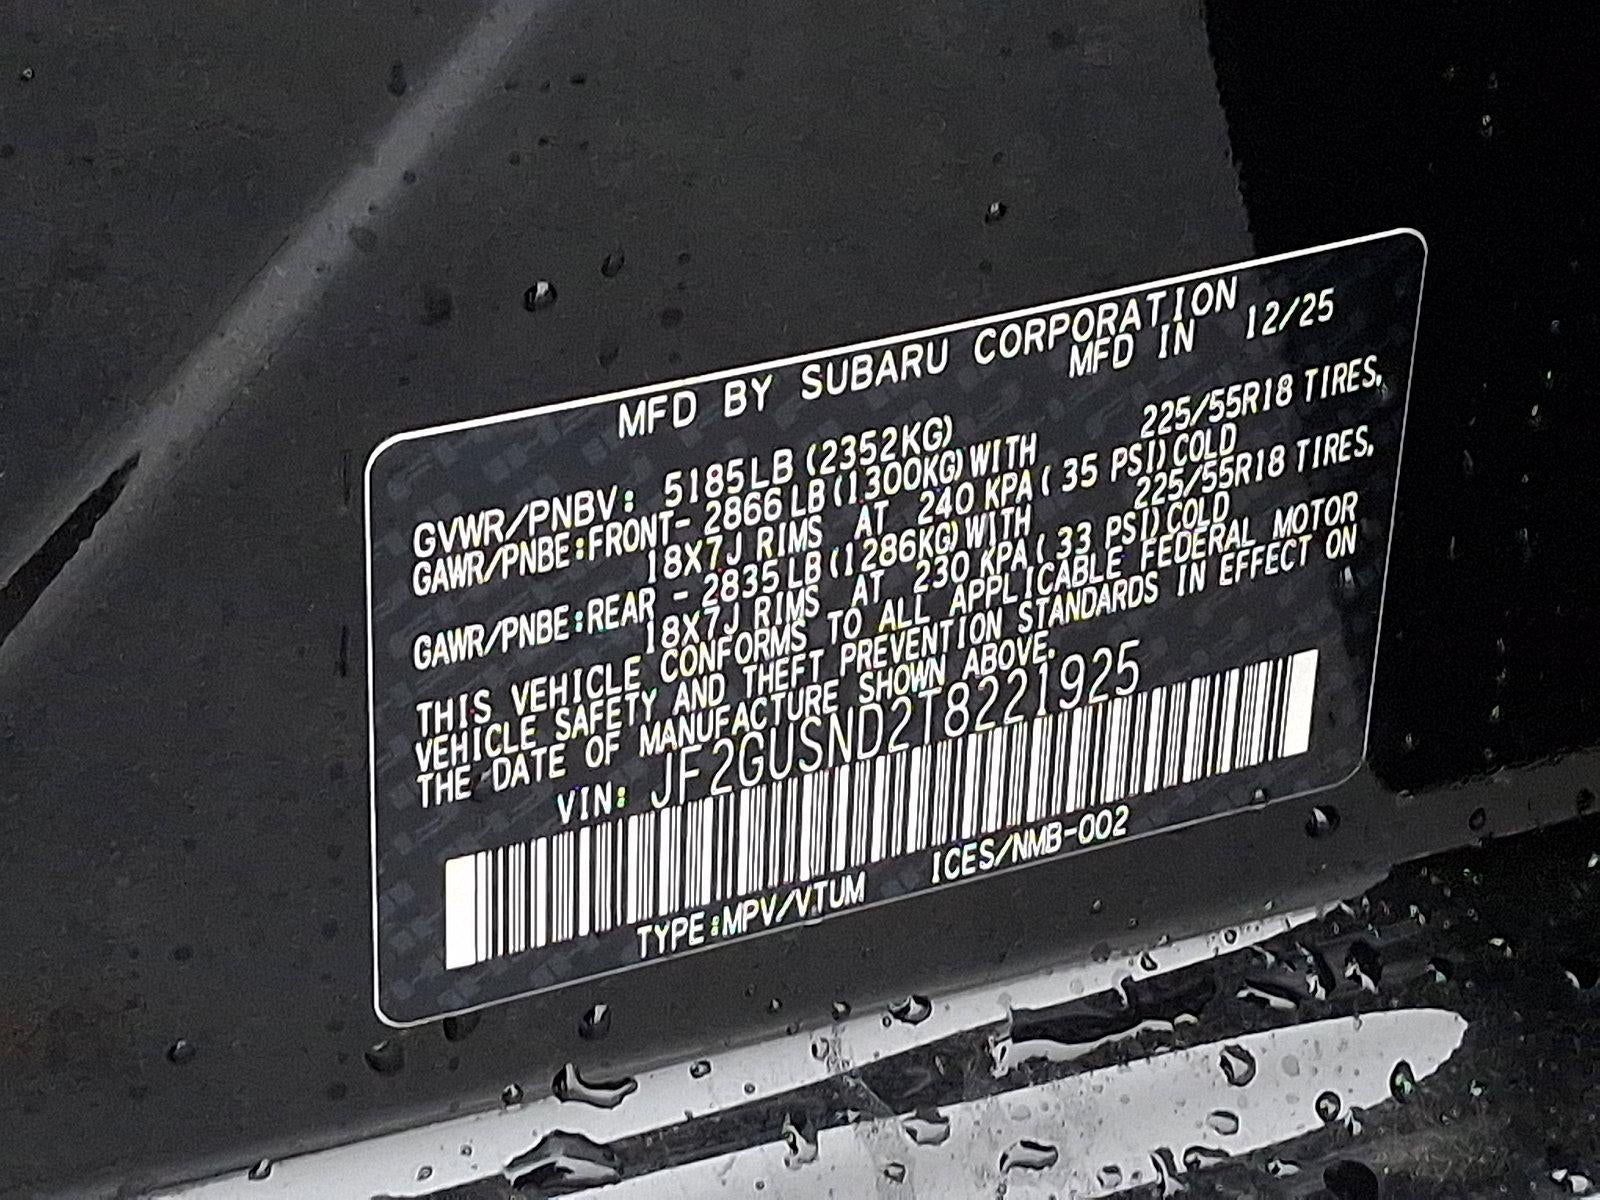 MFD BY SUBARU CORPORATION
MFD IN 12/25
GVWR/PNBV: 5185LB (2352KG)
GAWR/PNBE:FRONT- 2866 LB (1300KG) WITH 225/55R18 TIRES,
18X7J RIMS AT 240 KPA ( 35 PSI) COLD
GAWR/PNBE:REAR - 2835 LB (1286KG) WITH 225/55R18 TIRES,
18X7J RIMS AT 230 KPA ( 33 PSI) COLD
THIS VEHICLE CONFORMS TO ALL APPLICABLE FEDERAL MOTOR
VEHICLE SAFETY AND THEFT PREVENTION STANDARDS IN EFFECT ON
THE DATE OF MANUFACTURE SHOWN ABOVE.
VIN: JF2GUSND2T8221925
TYPE:MPV/VTUM ICES/NMB-002